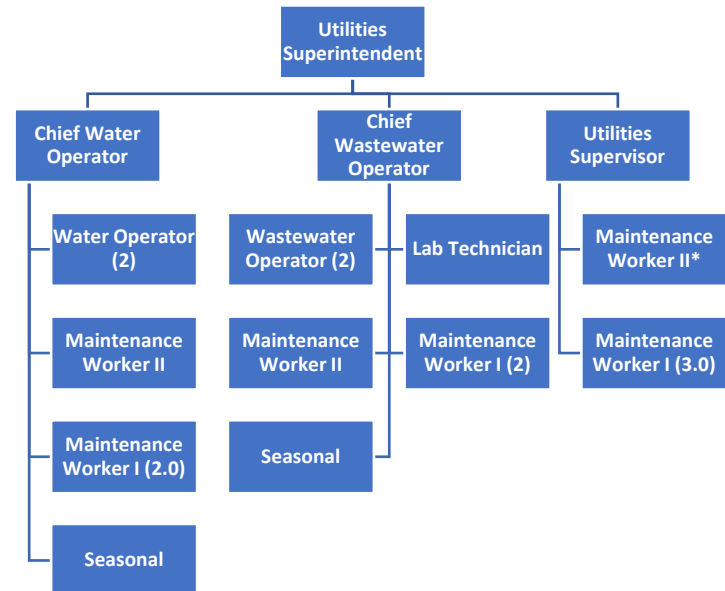 Utilities
Superintendent
Chief Water
Operator
Chief
Wastewater
Operator
Utilities
Supervisor
Water Operator
(2)
Wastewater
Operator (2)
Lab Technician
Maintenance
Worker II*
Maintenance
Worker II
Maintenance
Worker II
Maintenance
Worker I (2)
Maintenance
Worker I (3.0)
Maintenance
Worker I (2.0)
Seasonal
Seasonal